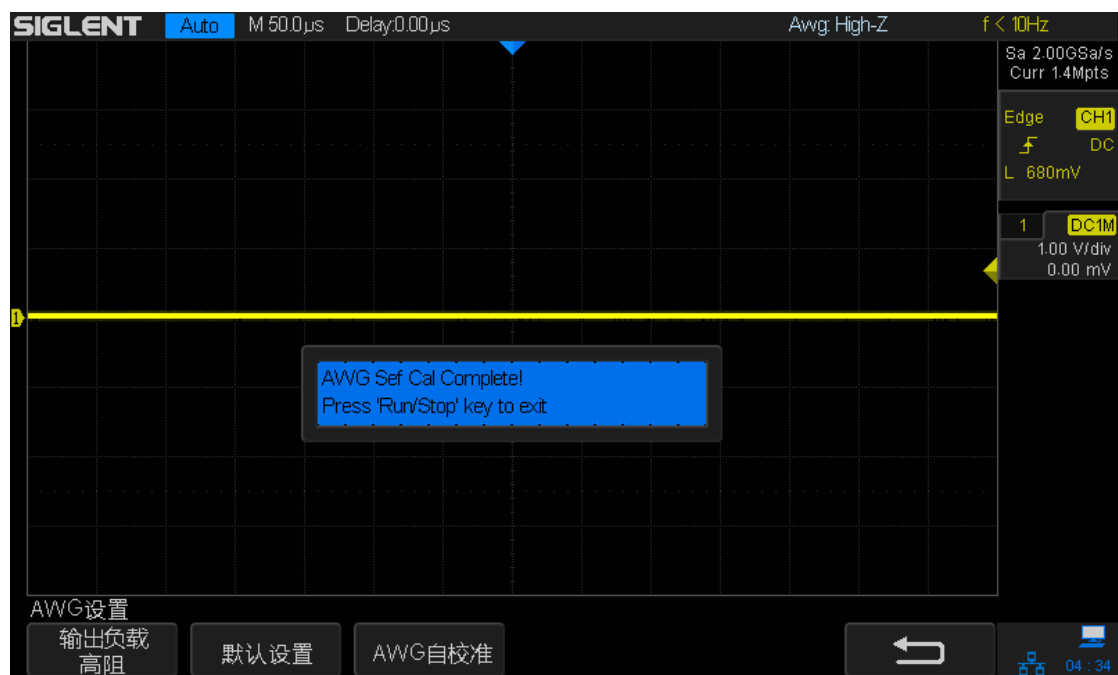 SIGLENT Auto M 50.0μs Delay:0.00μs Awg: High-Z f < 10Hz
Sa 2.00GSa/s
Curr 1.4Mpts
Edge CH1
DC
L 680mV
1 DC1M
1.00 V/div
0.00 mV
1
AWG Sef Cal Complete!
Press 'Run/Stop' key to exit
AWG设置
输出负载
高阻
默认设置
AWG自校准
04 : 34